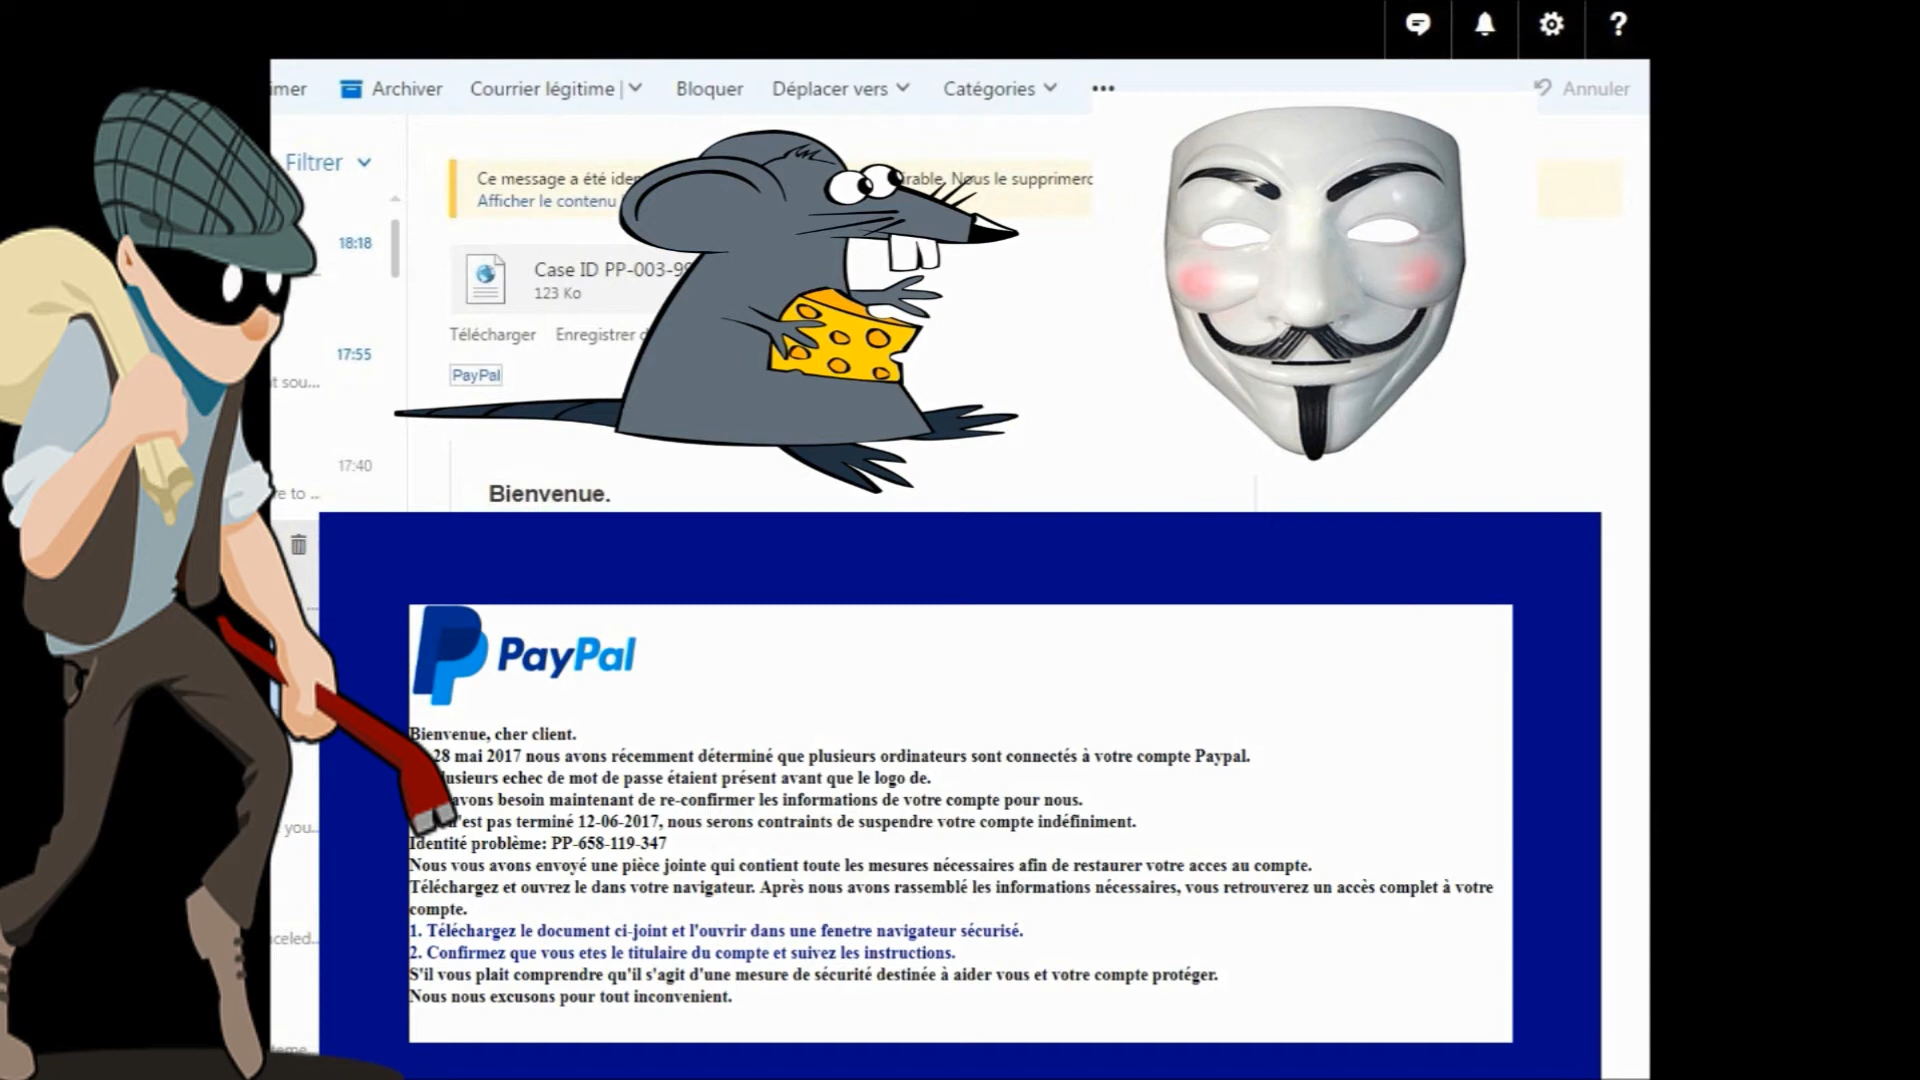 ?
imer Archiver Courrier légitime | Bloquer Déplacer vers Catégories ••• Annuler
Filtrer
Ce message a été irable. Nous le
Afficher le contenu
18:18
Case ID
123 Ko
Télécharger Enregistrer
17:55
PayPal
t sou...
17:40
re to ...
Bienvenue.
PayPal
Bienvenue, cher client.
28 mai 2017 nous avons récemment déterminé que plusieurs ordinateurs sont connectés à votre compte Paypal.
usieurs echec de mot de passe étaient présent avant que le logo de.
avons besoin maintenant de re-confirmer les informations de votre compte pour nous.
n'est pas terminé 12-06-2017, nous serons contraints de suspendre votre compte indéfiniment.
you...
Identité problème: PP-658-119-347
Nous vous avons envoyé une pièce jointe qui contient toute les mesures nécessaires afin de restaurer votre acces au compte.
Téléchargez et ouvrez le dans votre navigateur. Après nous avons rassemblé les informations nécessaires, vous retrouverez un accès complet à votre
compte.
1. Téléchargez le document ci-joint et l'ouvrir dans une fenetre navigateur sécurisé.
celed...
2. Confirmez que vous etes le titulaire du compte et suivez les instructions.
S'il vous plait comprendre qu'il s'agit d'une mesure de sécurité destinée à aider vous et votre compte protéger.
Nous nous excusons pour tout inconvenient.